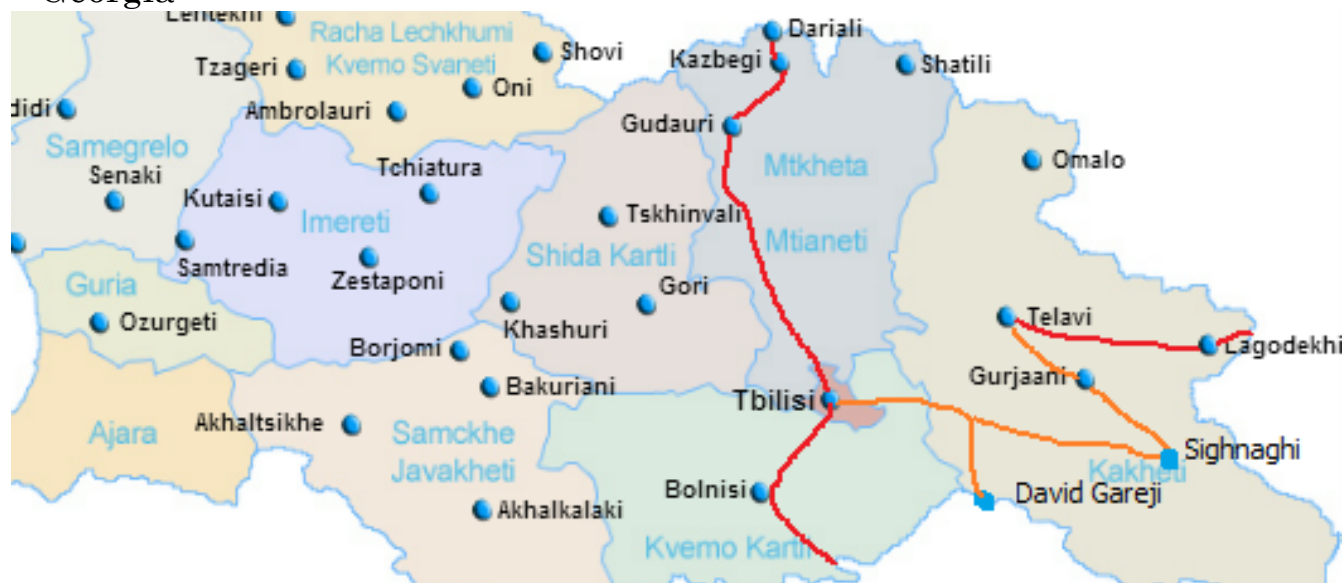 Georgia
Lentekhi
Racha Lechkhumi
Kvemo Svaneti
Dariali
Shovi
Kazbegi
Shatili
Tzageri
Oni
didi
Ambrolauri
Gudauri
Samegrelo
Omalo
Mtkheta
Mtianeti
Senaki
Tchiatura
Kutaisi
Imereti
Tskhinvali
Shida Kartli
Samtredia
Zestaponi
Guria
Gori
Ozurgeti
Khashuri
Telavi
Borjomi
Lagodekhi
Bakuriani
Gurjaani
Tbilisi
Akhaltsikhe
Ajara
Samckhe
Javakheti
Sighnaghi
Kakheti
Bolnisi
David Gareji
Akhalkalaki
Kvemo Kartli